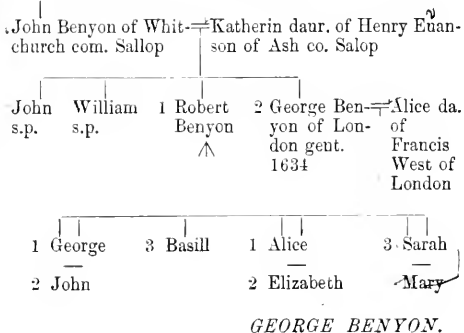 John Benyon of Whit-=Katherin daur. of Henry Euan-
church com. Sallop son of Ash co. Salop
John William 1 Robert 2 George Ben-=Alice da.
s.p. s.p. Benyon yon of Lon- of
don gent. Francis
1634 West of
London
1 George 3 Basill 1 Alice 3 Sarah
2 John 2 Elizabeth Mary
GEORGE BENYON.